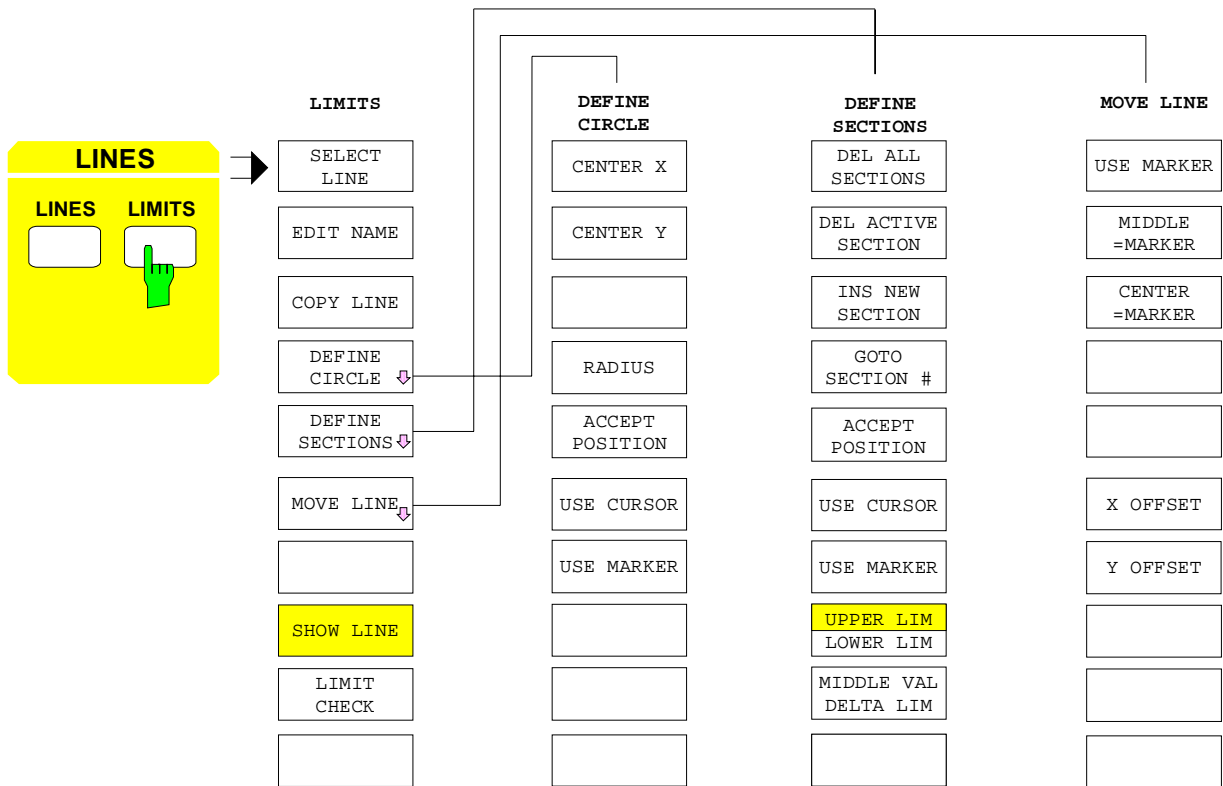 LINES
LINES
LIMITS
LIMITS
SELECT
LINE
EDIT NAME
COPY LINE
DEFINE
CIRCLE
DEFINE
SECTIONS
MOVE LINE
SHOW LINE
LIMIT
CHECK
DEFINE
CIRCLE
CENTER X
CENTER Y
RADIUS
ACCEPT
POSITION
USE CURSOR
USE MARKER
DEFINE
SECTIONS
DEL ALL
SECTIONS
DEL ACTIVE
SECTION
INS NEW
SECTION
GOTO
SECTION #
ACCEPT
POSITION
USE CURSOR
USE MARKER
UPPER LIM
LOWER LIM
MIDDLE VAL
DELTA LIM
MOVE LINE
USE MARKER
MIDDLE
=MARKER
CENTER
=MARKER
X OFFSET
Y OFFSET